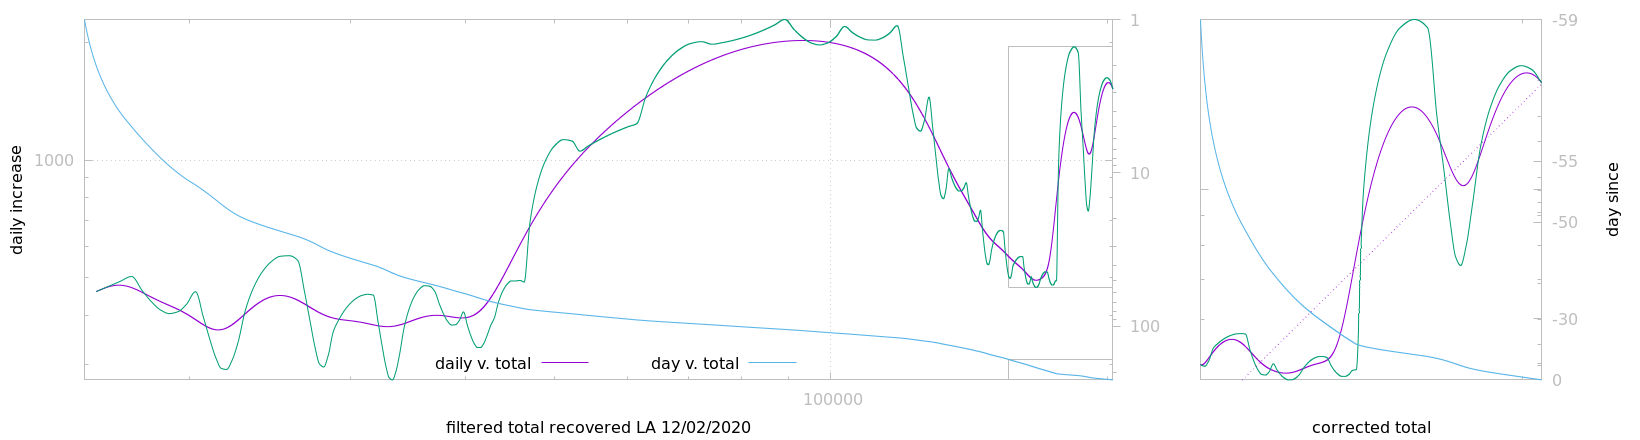 daily increase
1000
100000
daily v. total
day v. total
1
10
100
filtered total recovered LA 12/02/2020
-59
-55
-50
-30
0
day since
corrected total